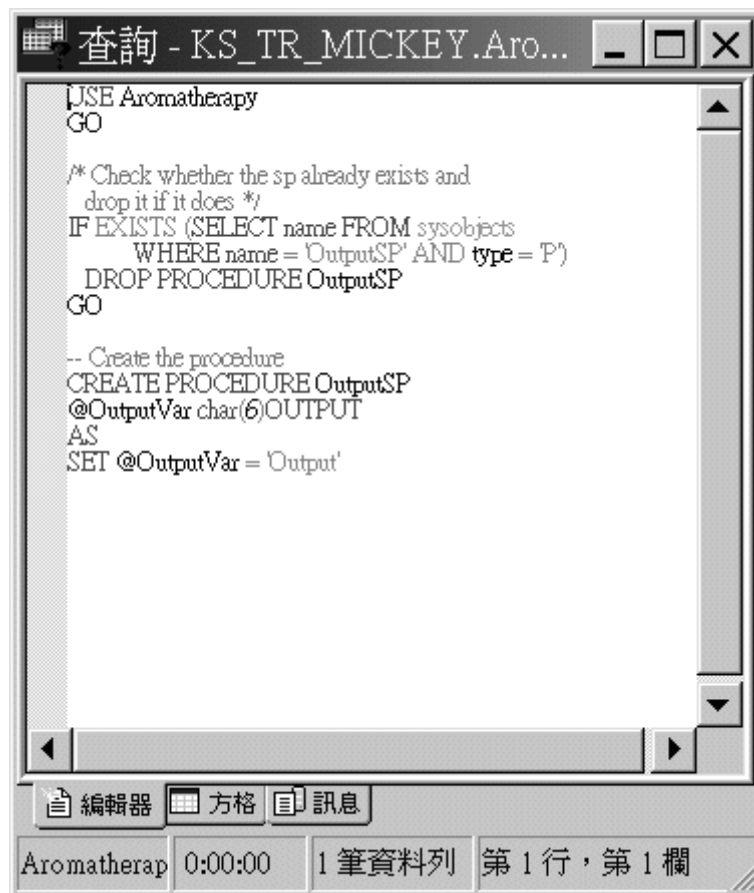 查詢 - KS_TR_MICKEY.Aro...
USE Aromatherapy
GO
/* Check whether the sp already exists and
drop it if it does */
IF EXISTS (SELECT name FROM sysobjects
WHERE name = 'OutputSP' AND type = 'P')
DROP PROCEDURE OutputSP
GO
-- Create the procedure
CREATE PROCEDURE OutputSP
@OutputVar char(6)OUTPUT
AS
SET @OutputVar = 'Output'
編輯器 方格 訊息
Aromatherap 0:00:00 1 筆資料列 第 1 行，第 1 欄